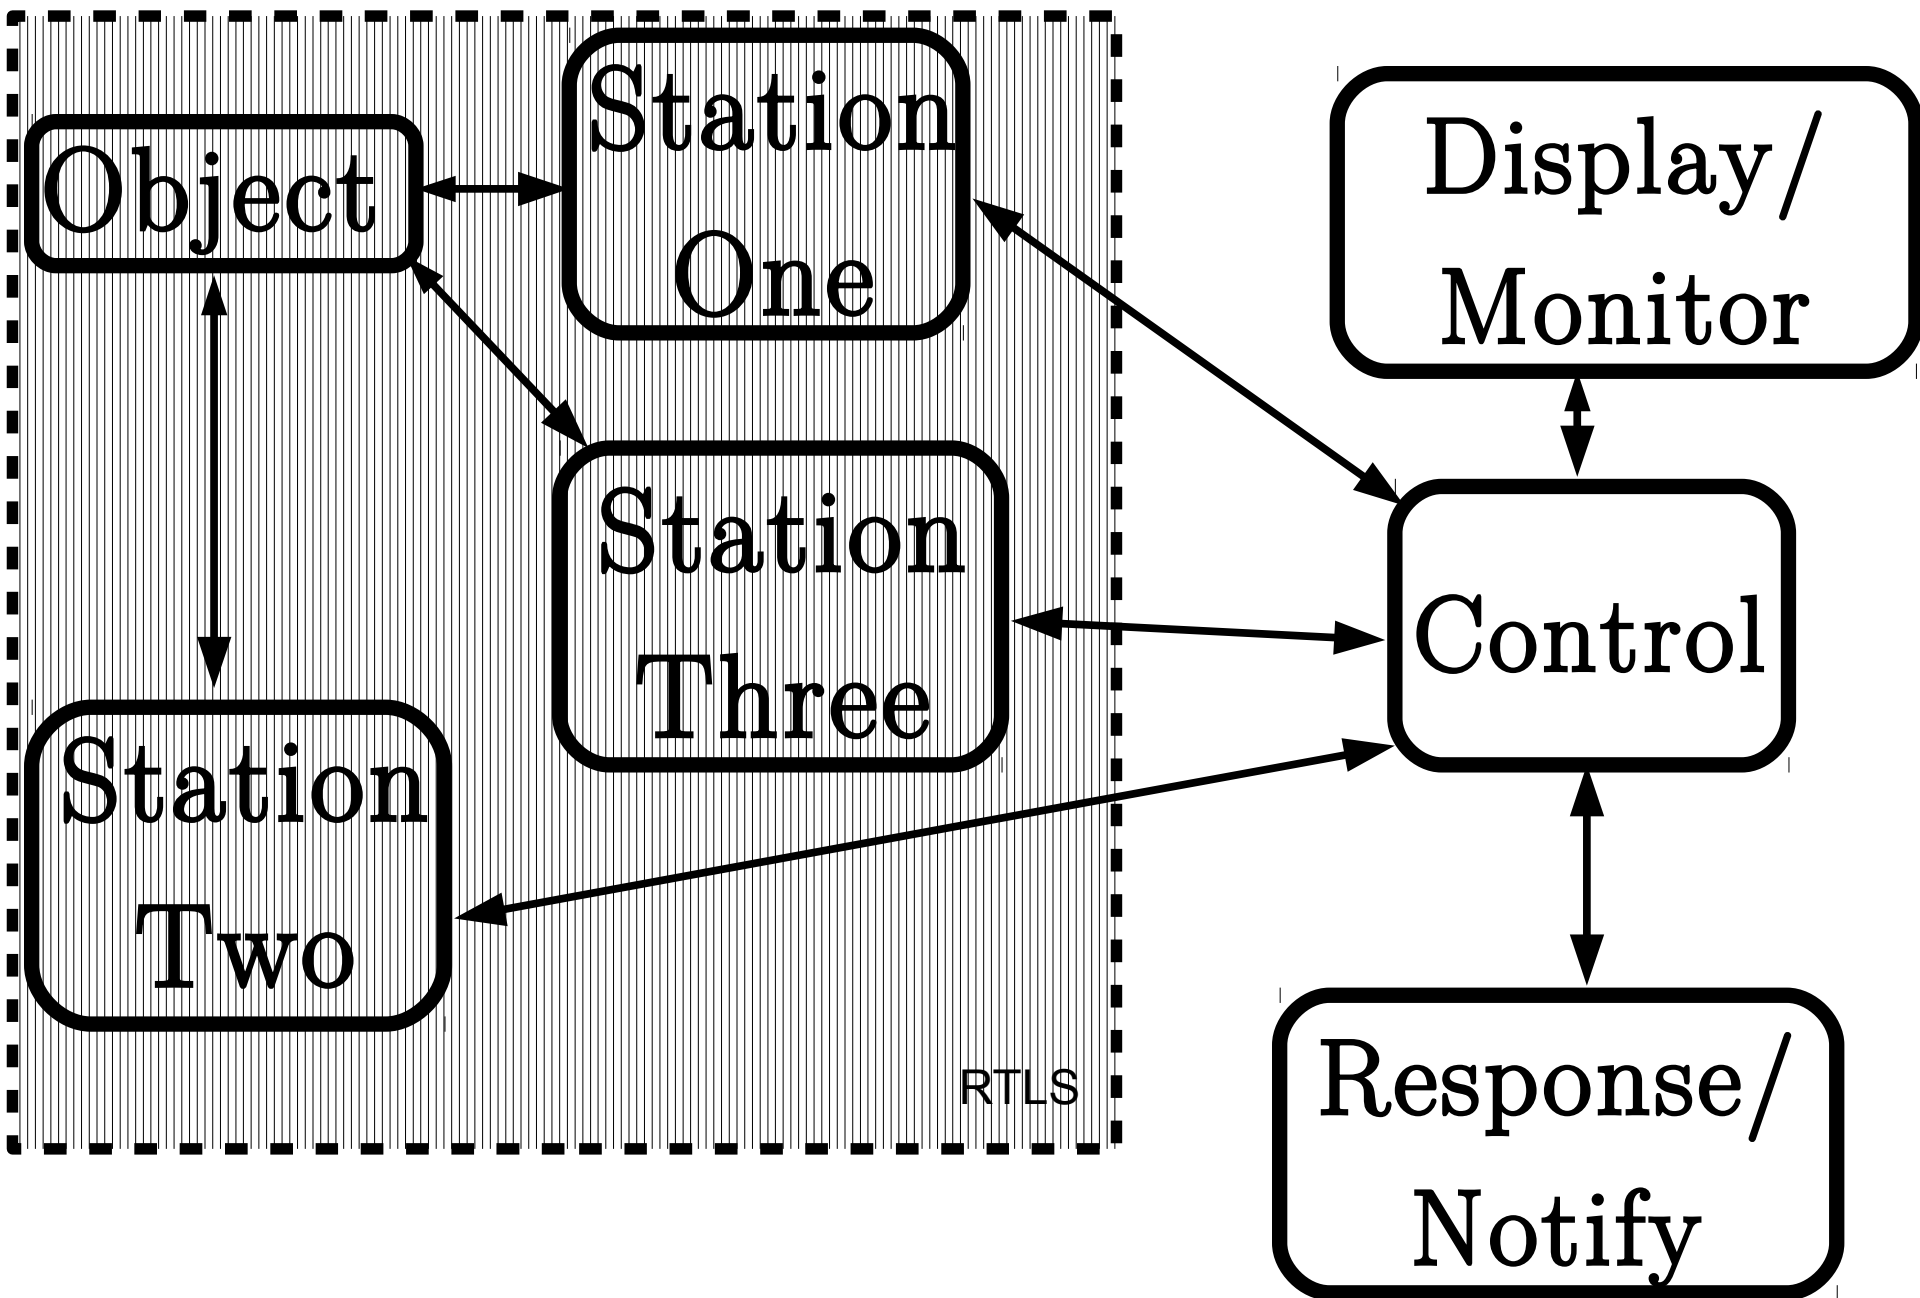 Object
Station
One
Station
Three
Station
Two
RTLS
Display/
Monitor
Control
Response/
Notify